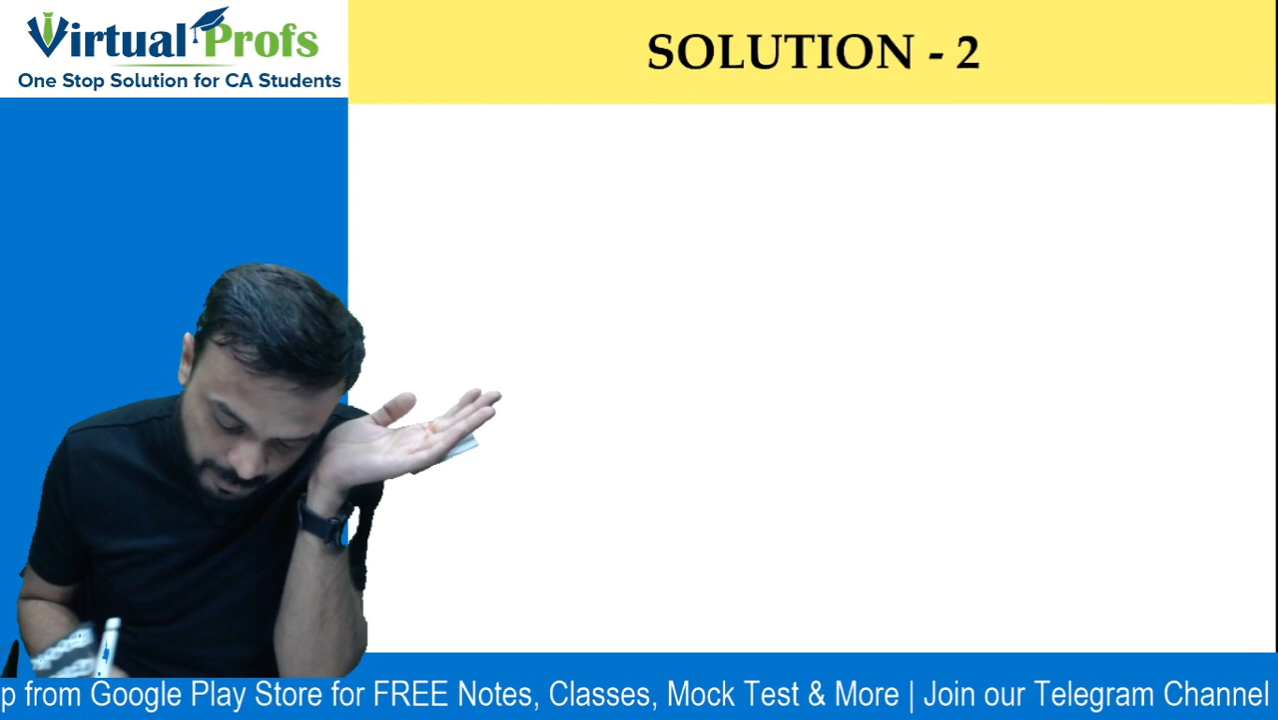 Virtual Profs
One Stop Solution for CA Students
SOLUTION - 2
p from Google Play Store for FREE Notes, Classes, Mock Test & More | Join our Telegram Channel